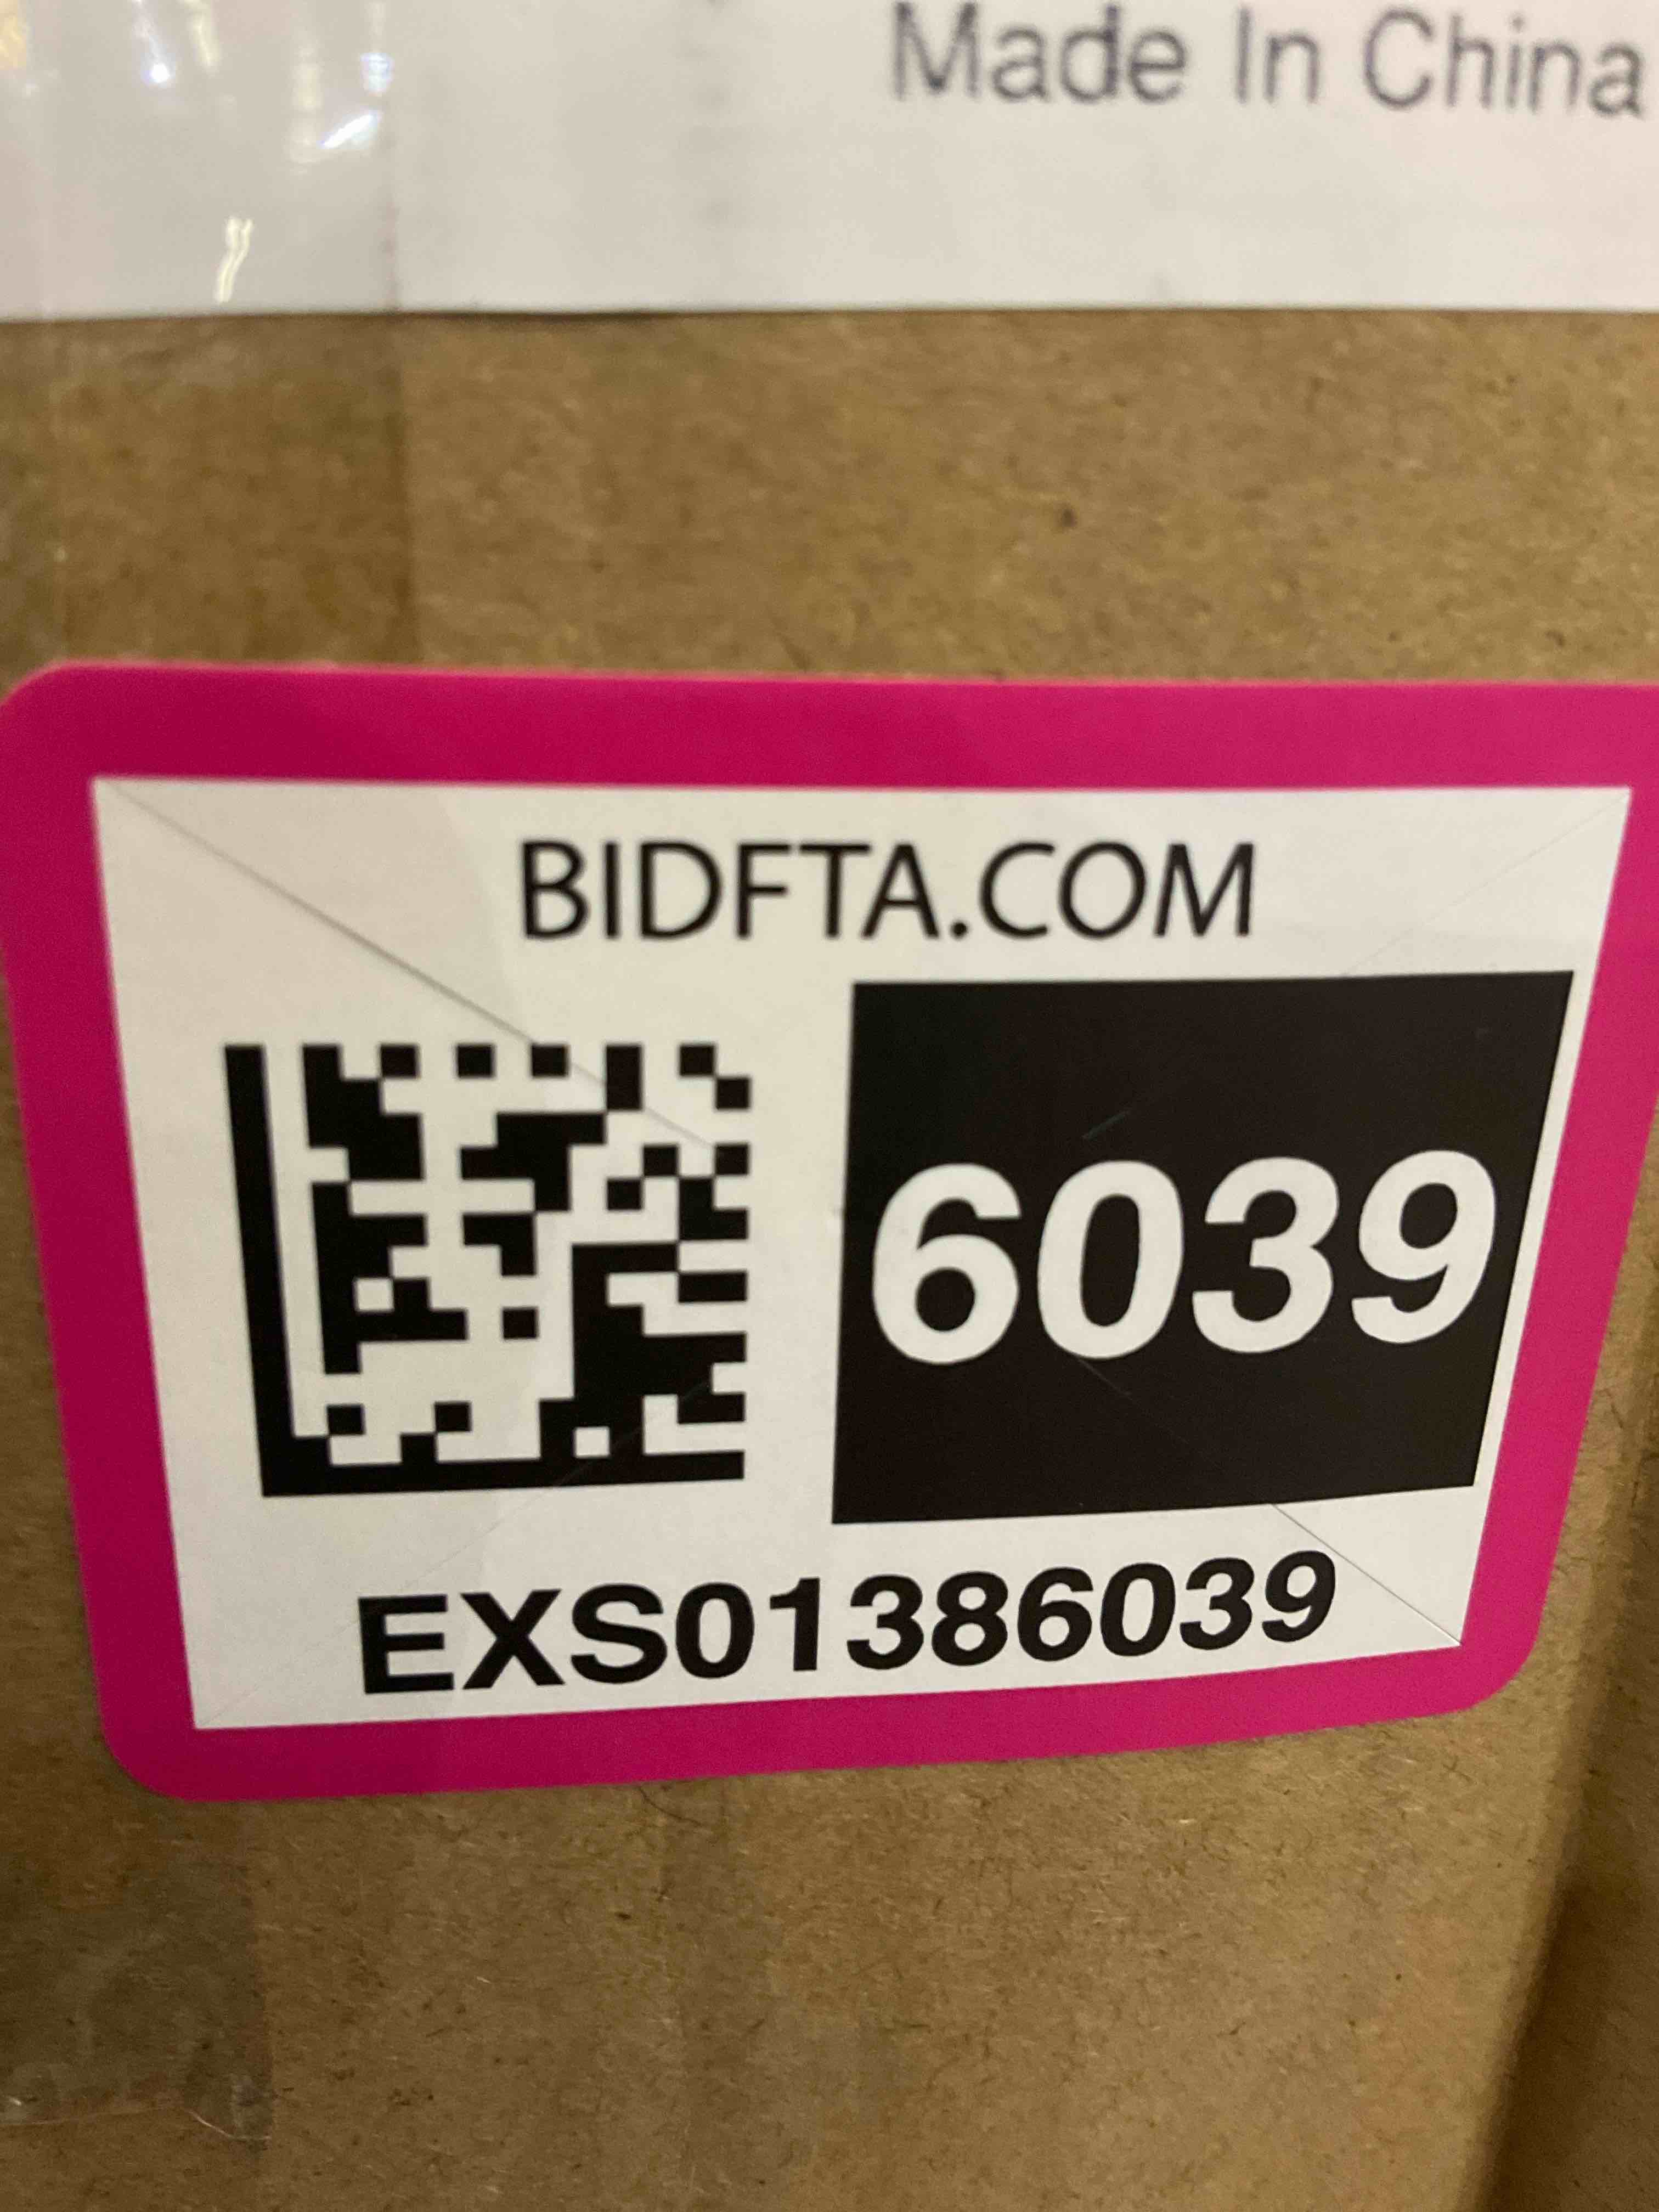 Made In China
BIDFTA.COM
6039
EXS01386039